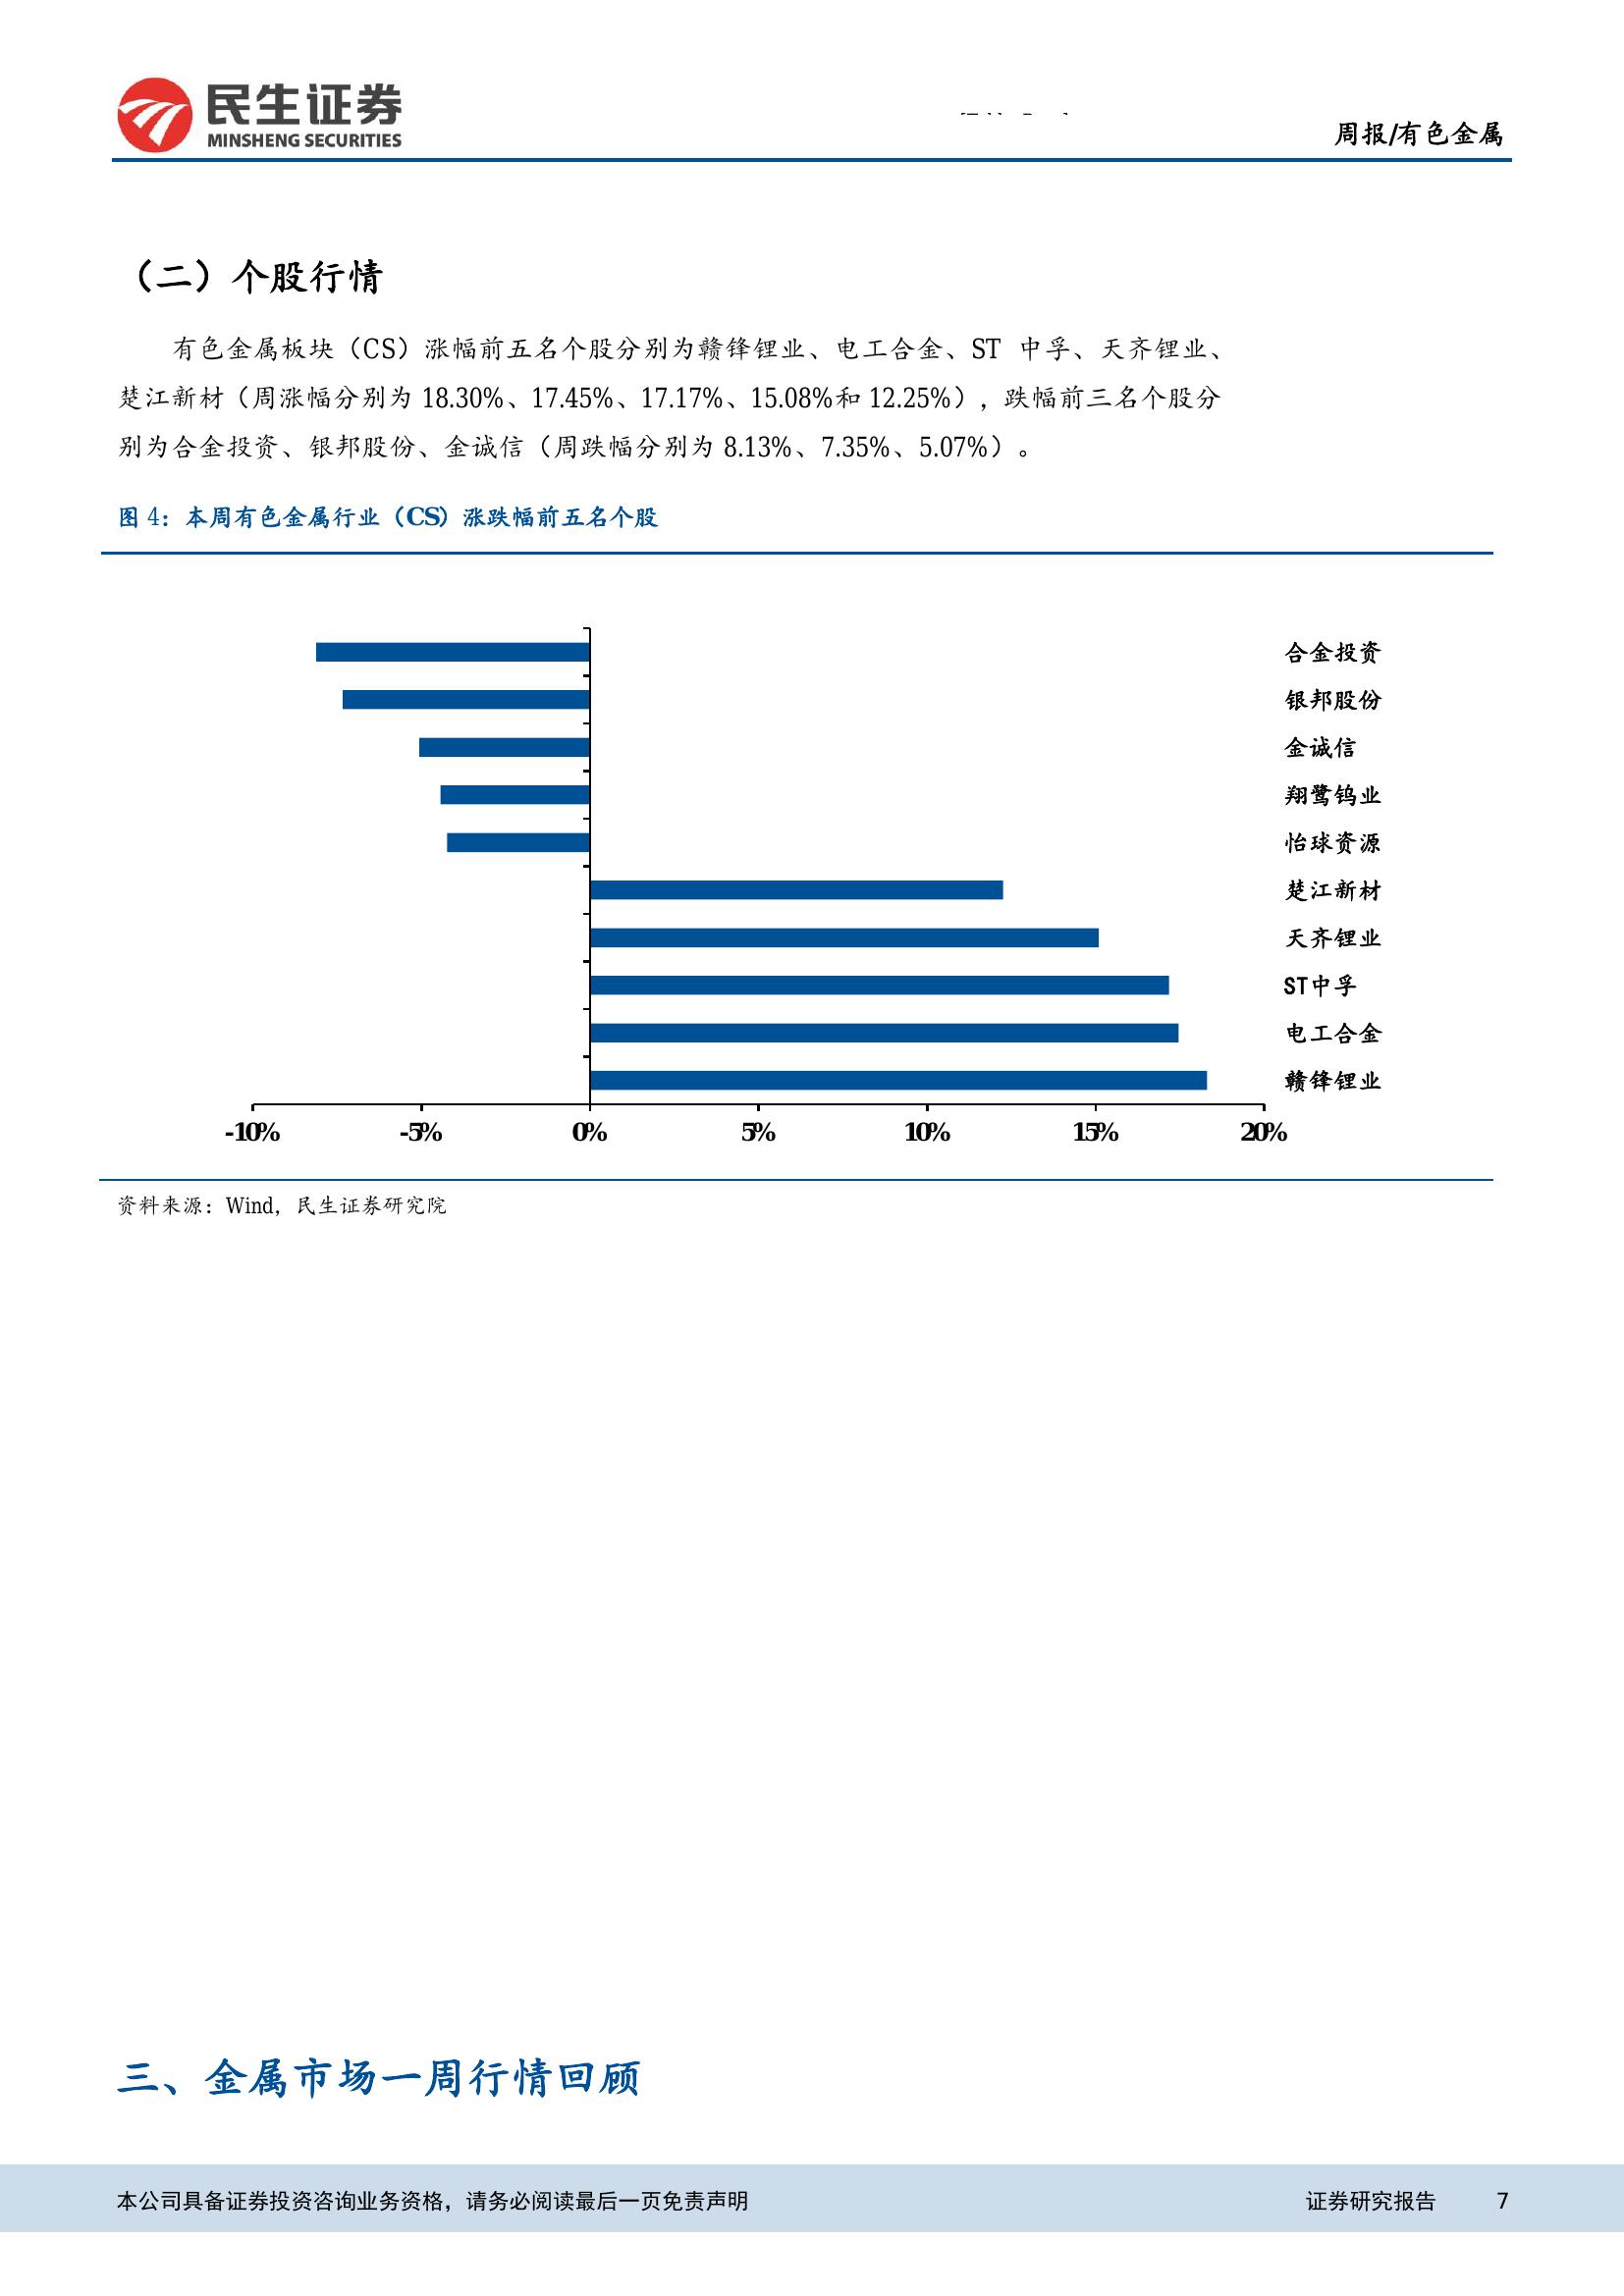 民生证券
MINSHENG SECURITIES
周报/有色金属
（二）个股行情
有色金属板块（CS）涨幅前五名个股分别为赣锋锂业、电工合金、ST 中孚、天齐锂业、
楚江新材（周涨幅分别为 18.30%、17.45%、17.17%、15.08%和 12.25%），跌幅前三名个股分
别为合金投资、银邦股份、金诚信（周跌幅分别为 8.13%、7.35%、5.07%）。
图 4：本周有色金属行业（CS）涨跌幅前五名个股
合金投资
银邦股份
金诚信
翔鹭钨业
怡球资源
楚江新材
天齐锂业
ST中孚
电工合金
赣锋锂业
-10% -5% 0% 5% 10% 15% 20%
资料来源：Wind，民生证券研究院
三、金属市场一周行情回顾
本公司具备证券投资咨询业务资格，请务必阅读最后一页免责声明 证券研究报告 7